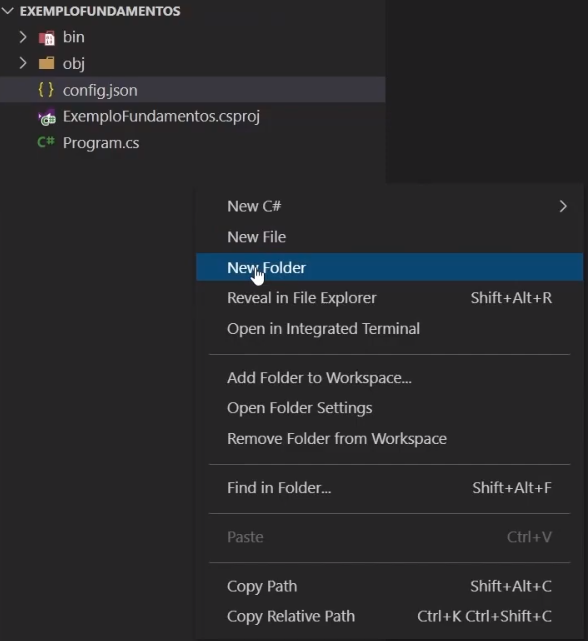 EXEMPLOFUNDAMENTOS
bin
obj
{ } config.json
ExemploFundamentos.csproj
C# Program.cs
New C#
New File
New Folder
Reveal in File Explorer Shift+Alt+R
Open in Integrated Terminal
Add Folder to Workspace...
Open Folder Settings
Remove Folder from Workspace
Find in Folder... Shift+Alt+F
Paste Ctrl+V
Copy Path Shift+Alt+C
Copy Relative Path Ctrl+K Ctrl+Shift+C